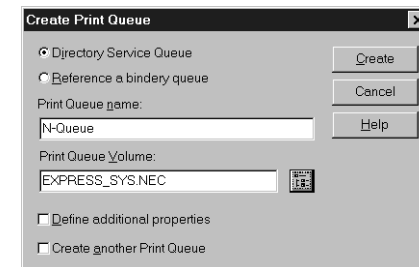 Create Print Queue
Directory Service Queue
Reference a bindery queue
Print Queue name:
N-Queue
Print Queue Volume:
EXPRESS_SYS.NEC
Define additional properties
Create another Print Queue
Create
Cancel
Help